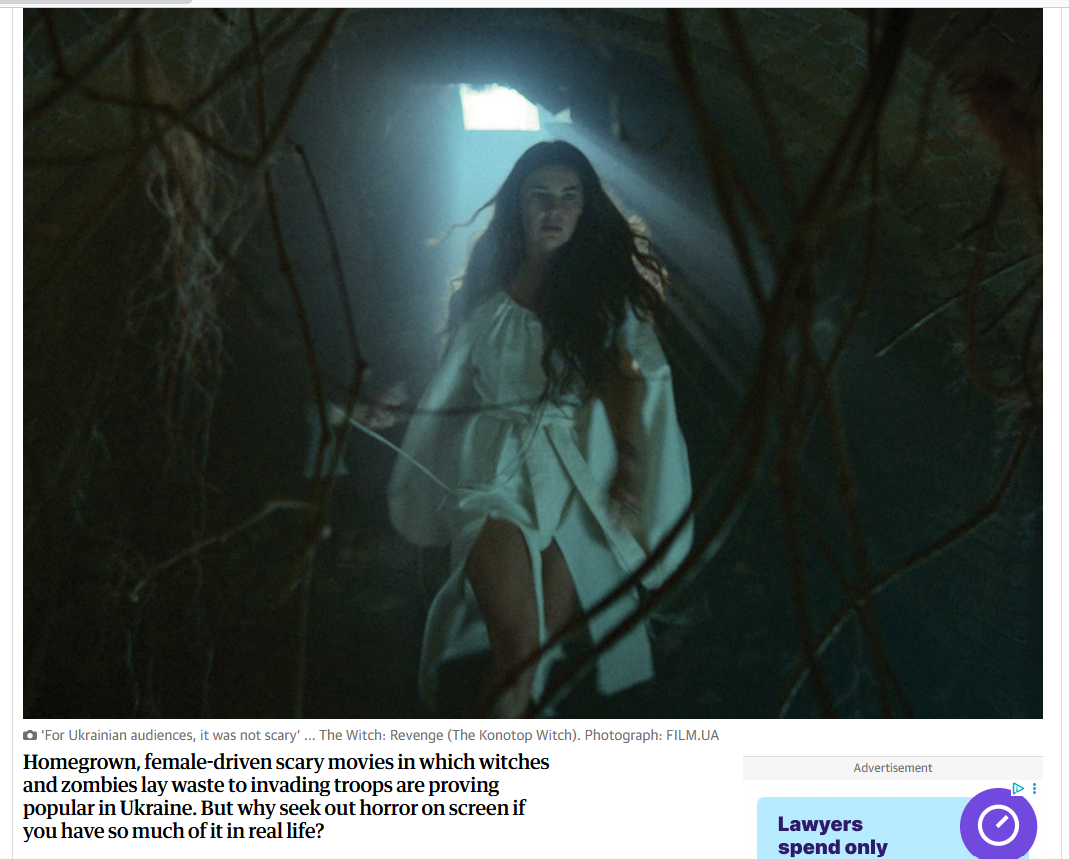 ‘For Ukrainian audiences, it was not scary’ ... The Witch: Revenge (The Konotop Witch). Photograph: FILM.UA
Homegrown, female-driven scary movies in which witches
and zombies lay waste to invading troops are proving
popular in Ukraine. But why seek out horror on screen if
you have so much of it in real life?
Advertisement
Lawyers
spend only